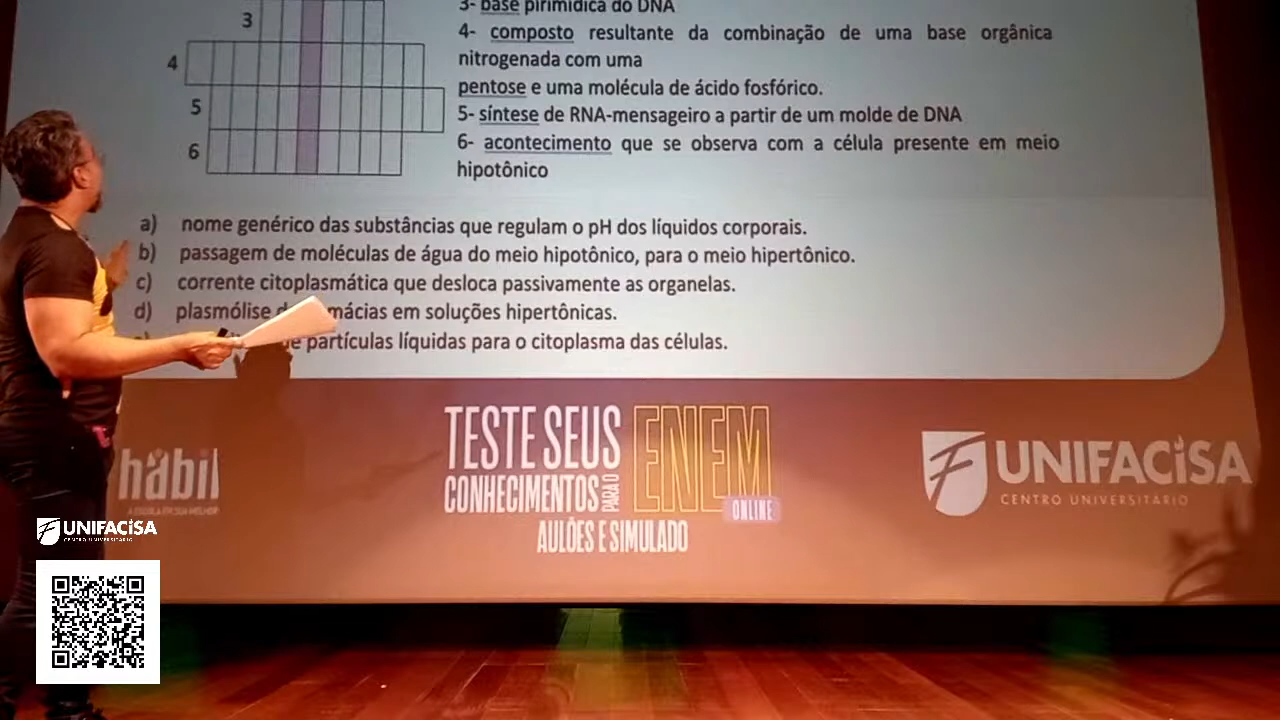 3
3- base pirimídica do DNA
4
4- composto resultante da combinação de uma base orgânica
nitrogenada com uma
pentose e uma molécula de ácido fosfórico.
5
5- síntese de RNA-mensageiro a partir de um molde de DNA
6
6- acontecimento que se observa com a célula presente em meio
hipotônico
a) nome genérico das substâncias que regulam o pH dos líquidos corporais.
b) passagem de moléculas de água do meio hipotônico, para o meio hipertônico.
c) corrente citoplasmática que desloca passivamente as organelas.
d) plasmólise mácias em soluções hipertônicas.
de partículas líquidas para o citoplasma das células.
hábil
TESTE SEUS
CONHECIMENTOS
PARA O
ENEM
ONLINE
AULÕES E SIMULADO
UNIFACISA
CENTRO UNIVERSITÁRIO
UNIFACISA
CENTRO UNIVERSITÁRIO